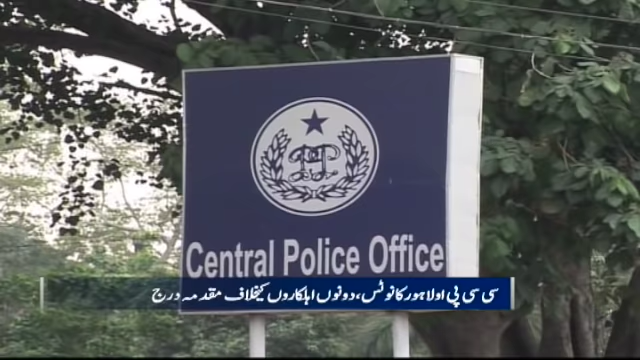 Central Police Office
سی سی پی او لاہور کا نوٹس، دونوں اہلکاروں کیخلاف مقدمہ درج